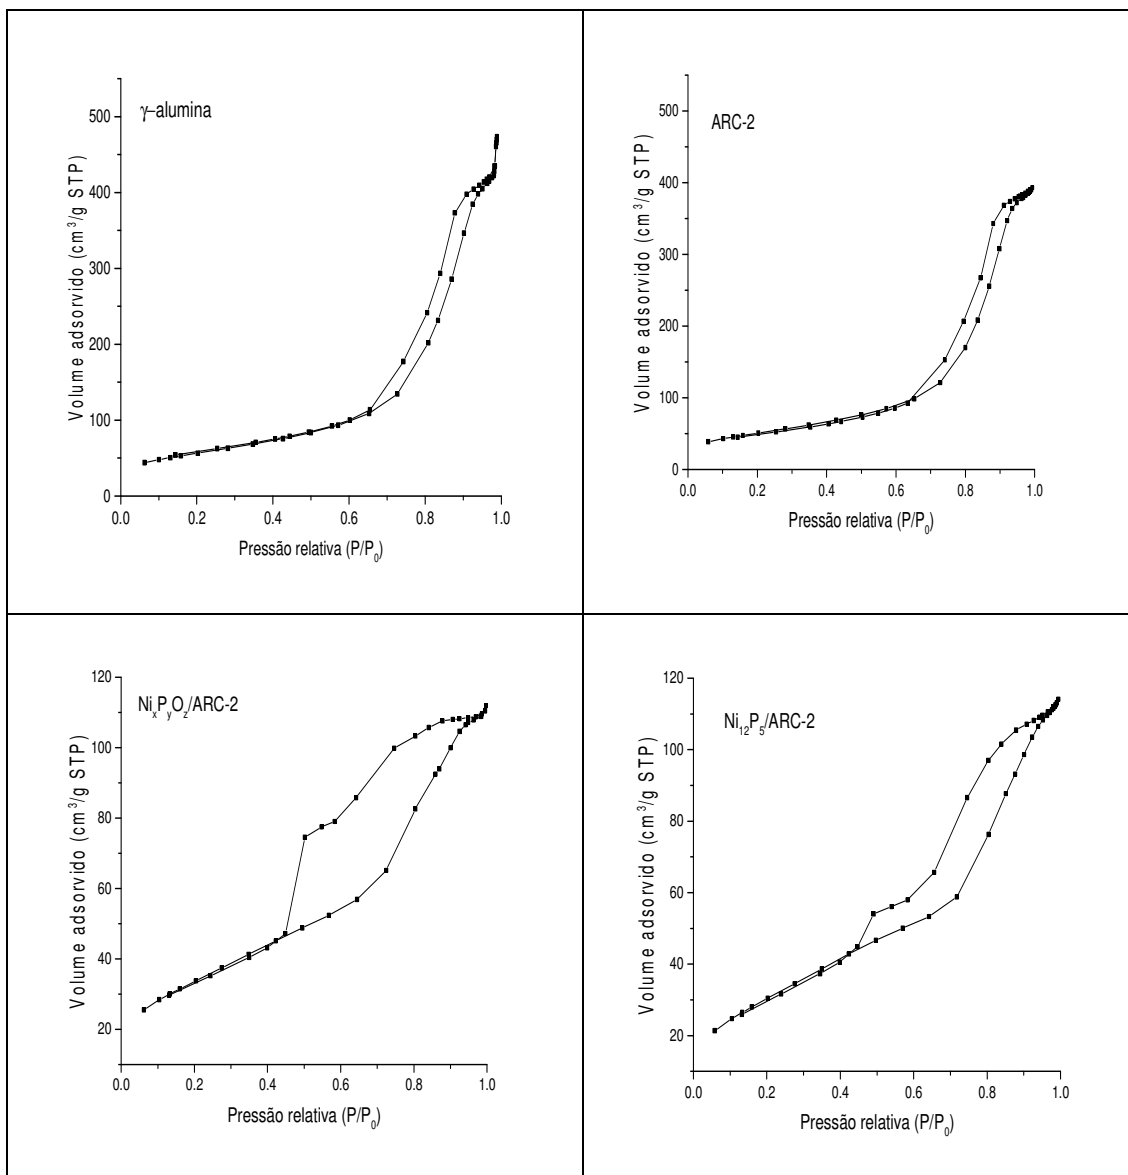 γ–alumina
Volume adsorvido (cm³/g STP)
500
400
300
200
100
0
0.0 0.2 0.4 0.6 0.8 1.0
Pressão relativa (P/P₀)
ARC-2
Volume adsorvido (cm³/g STP)
500
400
300
200
100
0
0.0 0.2 0.4 0.6 0.8 1.0
Pressão relativa (P/P₀)
NiₓPᵧO_z/ARC-2
Volume adsorvido (cm³/g STP)
120
100
80
60
40
20
0.0 0.2 0.4 0.6 0.8 1.0
Pressão relativa (P/P₀)
Ni₁₂P₅/ARC-2
Volume adsorvido (cm³/g STP)
120
100
80
60
40
20
0.0 0.2 0.4 0.6 0.8 1.0
Pressão relativa (P/P₀)